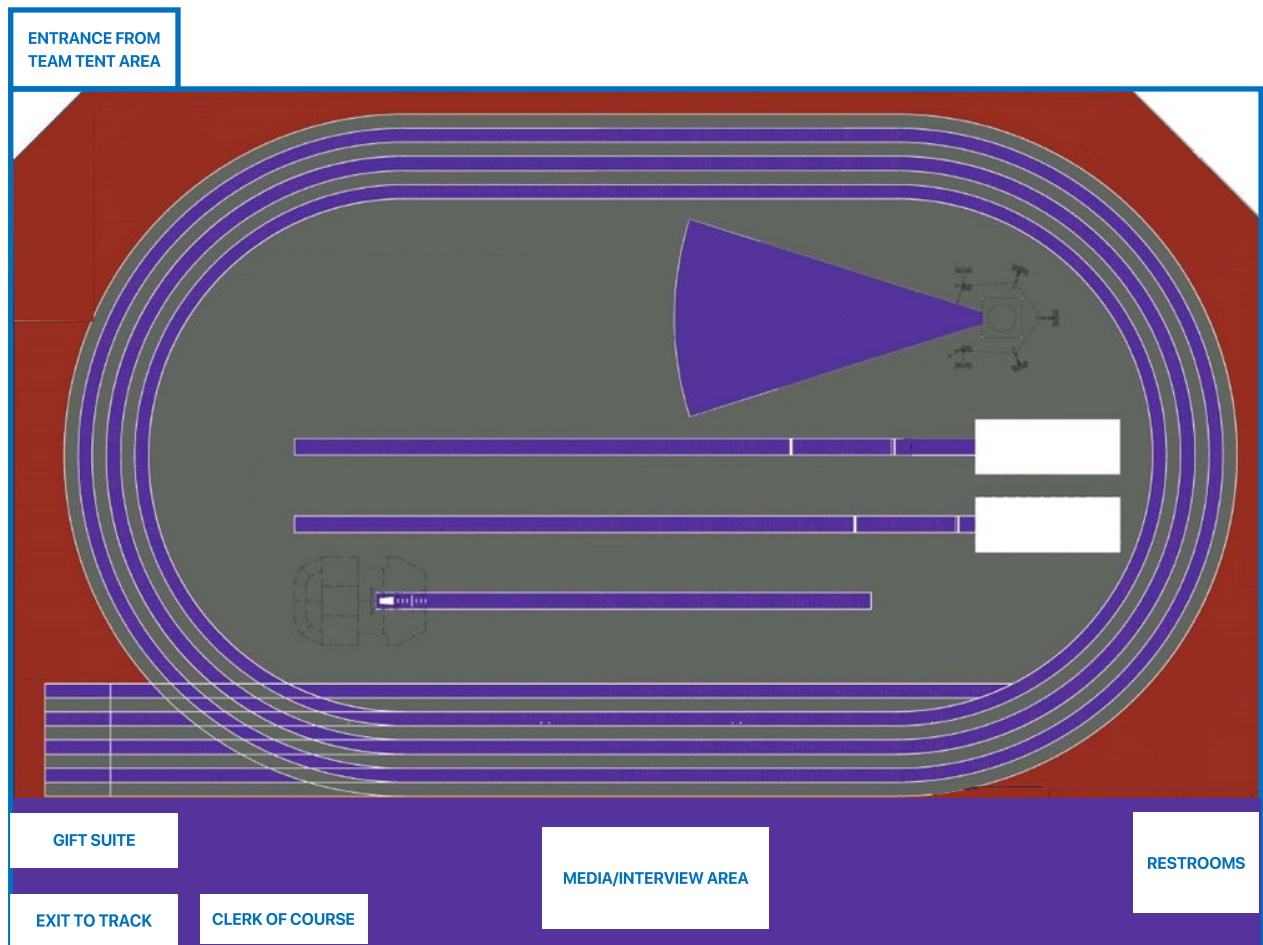 ENTRANCE FROM
TEAM TENT AREA
GIFT SUITE
MEDIA/INTERVIEW AREA
RESTROOMS
EXIT TO TRACK
CLERK OF COURSE